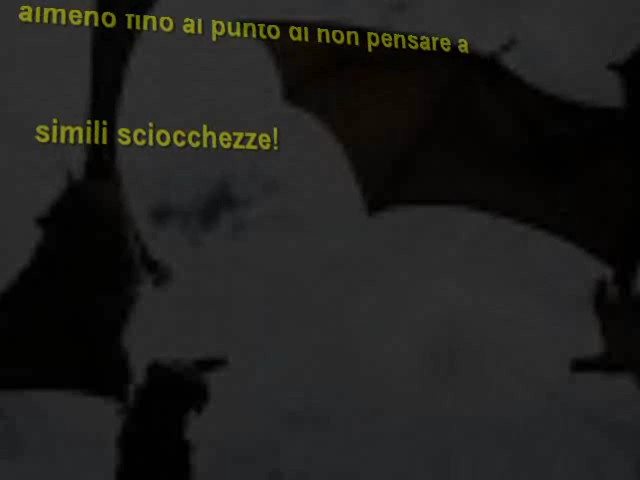 almeno fino al punto di non pensare a
simili sciocchezze!